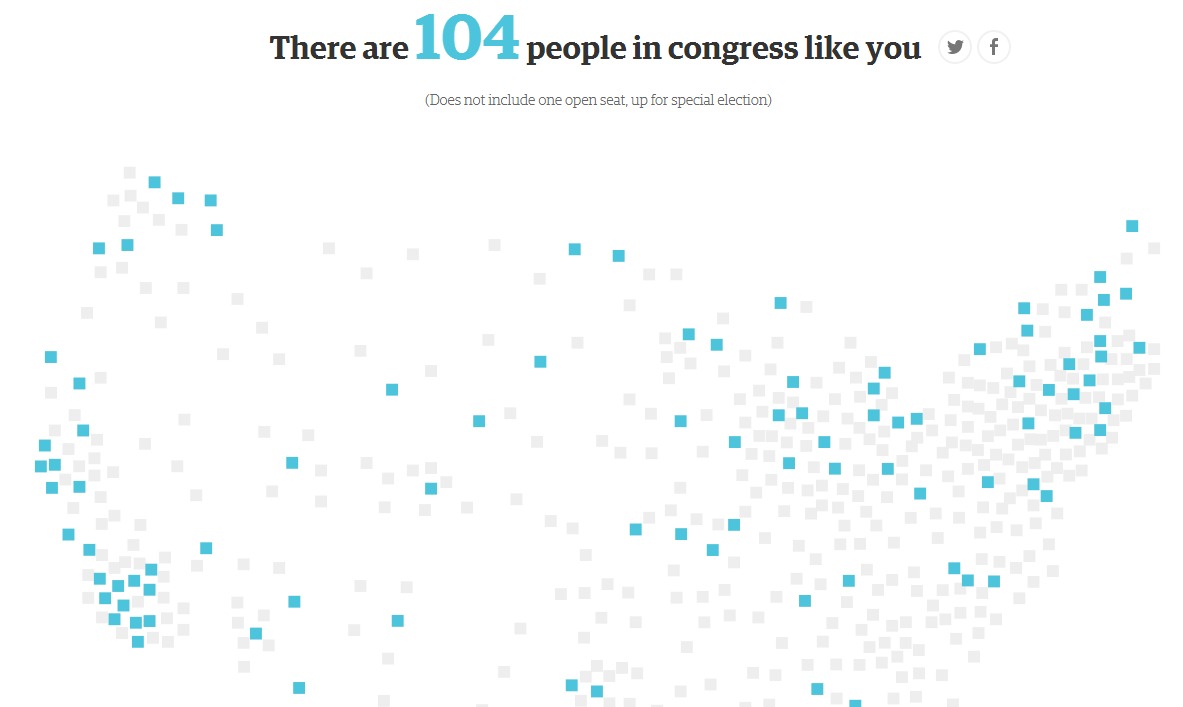 There are 104 people in congress like you
(Does not include one open seat, up for special election)